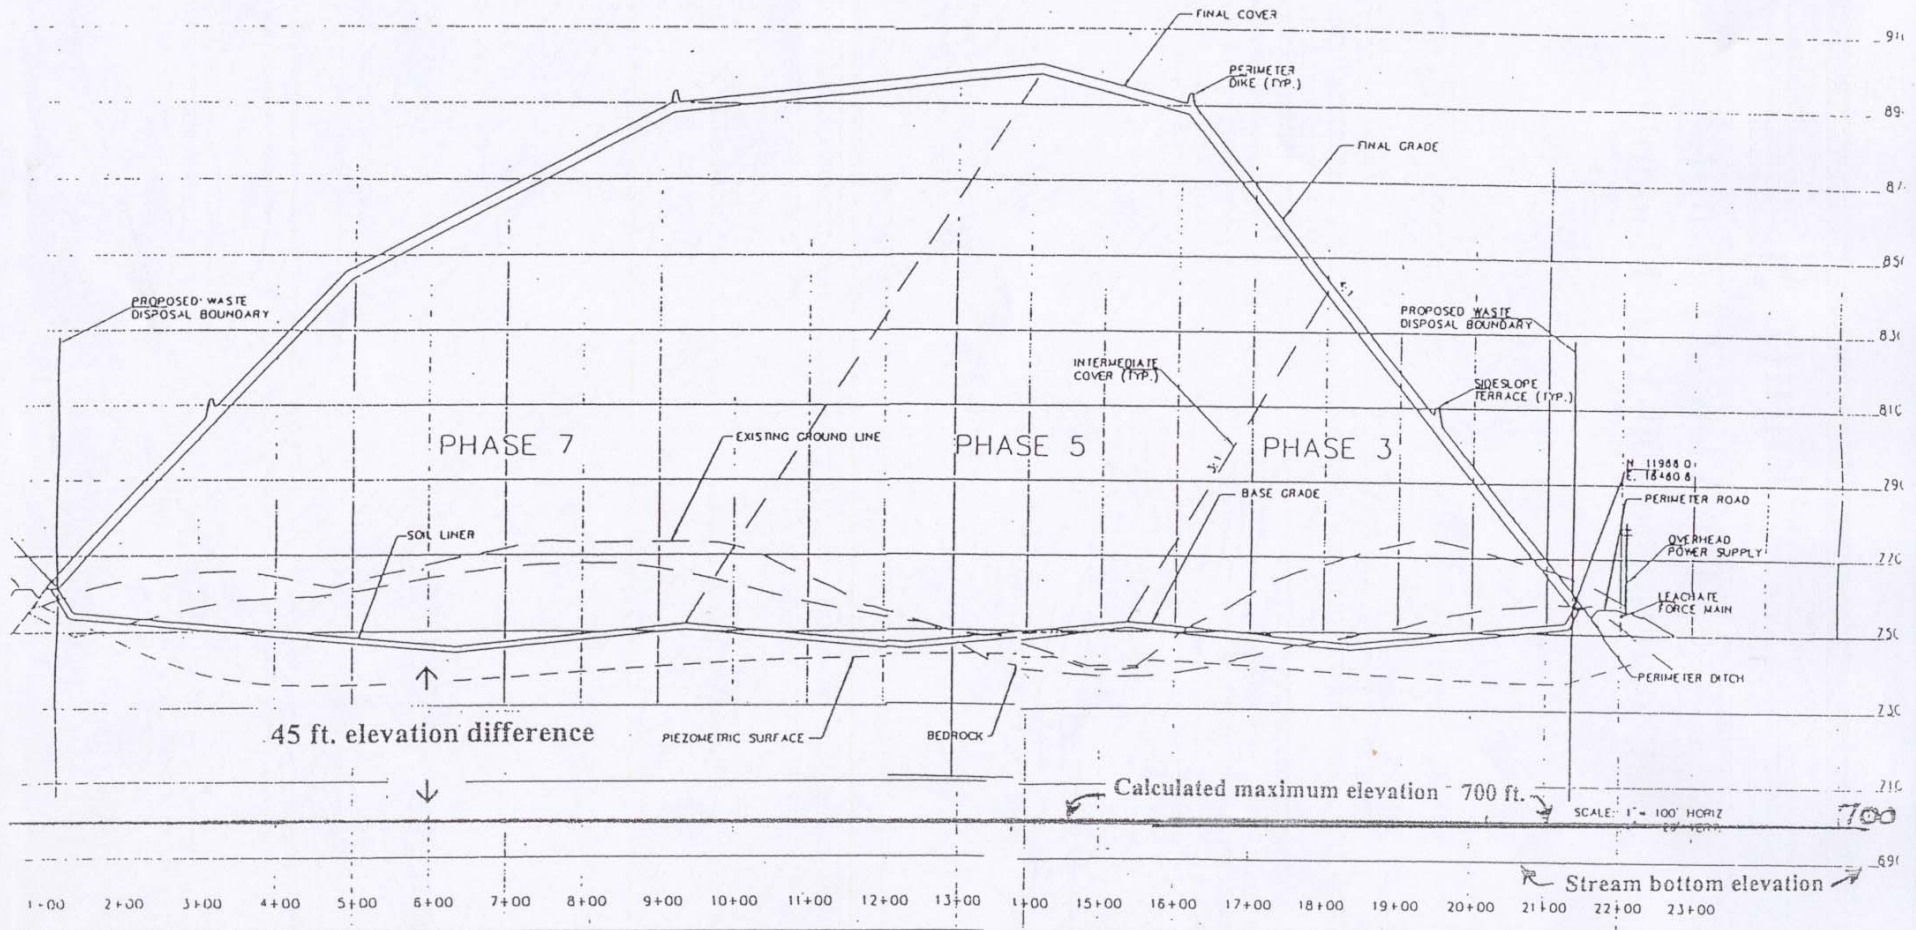 FINAL COVER
PERIMETER
DIKE (TYP.)
FINAL GRADE
PROPOSED WASTE
DISPOSAL BOUNDARY
PROPOSED WASTE
DISPOSAL BOUNDARY
INTERMEDIATE
COVER (TYP.)
SIDESLOPE
TERRACE (TYP.)
PHASE 7
EXISTING GROUND LINE
PHASE 5
PHASE 3
BASE GRADE
PERIMETER ROAD
SOIL LINER
OVERHEAD
POWER SUPPLY
LEACHATE
FORCE MAIN
PERIMETER DITCH
45 ft. elevation difference
PIEZOMETRIC SURFACE
BEDROCK
Calculated maximum elevation 700 ft.
SCALE: 1" = 100' HORIZ
700
Stream bottom elevation
810
1+00 2+00 3+00 4+00 5+00 6+00 7+00 8+00 9+00 10+00 11+00 12+00 13+00 14+00 15+00 16+00 17+00 18+00 19+00 20+00 21+00 22+00 23+00